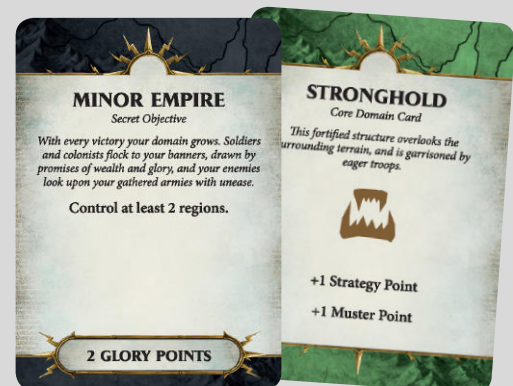 MINOR EMPIRE
Secret Objective
With every victory your domain grows. Soldiers
and colonists flock to your banners, drawn by
promises of wealth and glory, and your enemies
look upon your gathered armies with unease.
Control at least 2 regions.
2 GLORY POINTS
STRONGHOLD
Core Domain Card
This fortified structure overlooks the
urrounding terrain, and is garrisoned by
eager troops.
+1 Strategy Point
+1 Muster Point